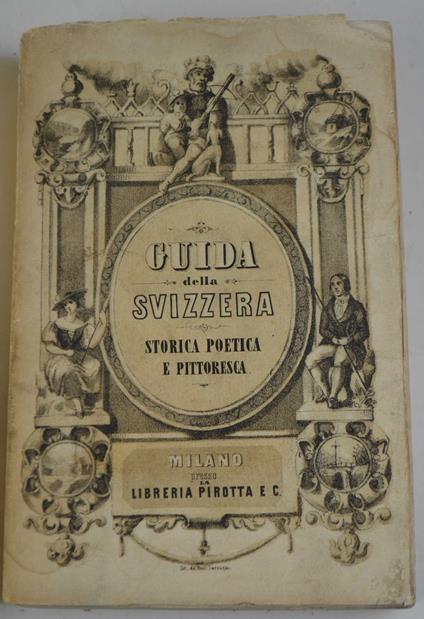 GUIDA
della
SVIZZERA
STORICA POETICA
E PITTORESCA
MILANO
presso
LA
LIBRERIA PIROTTA E C.